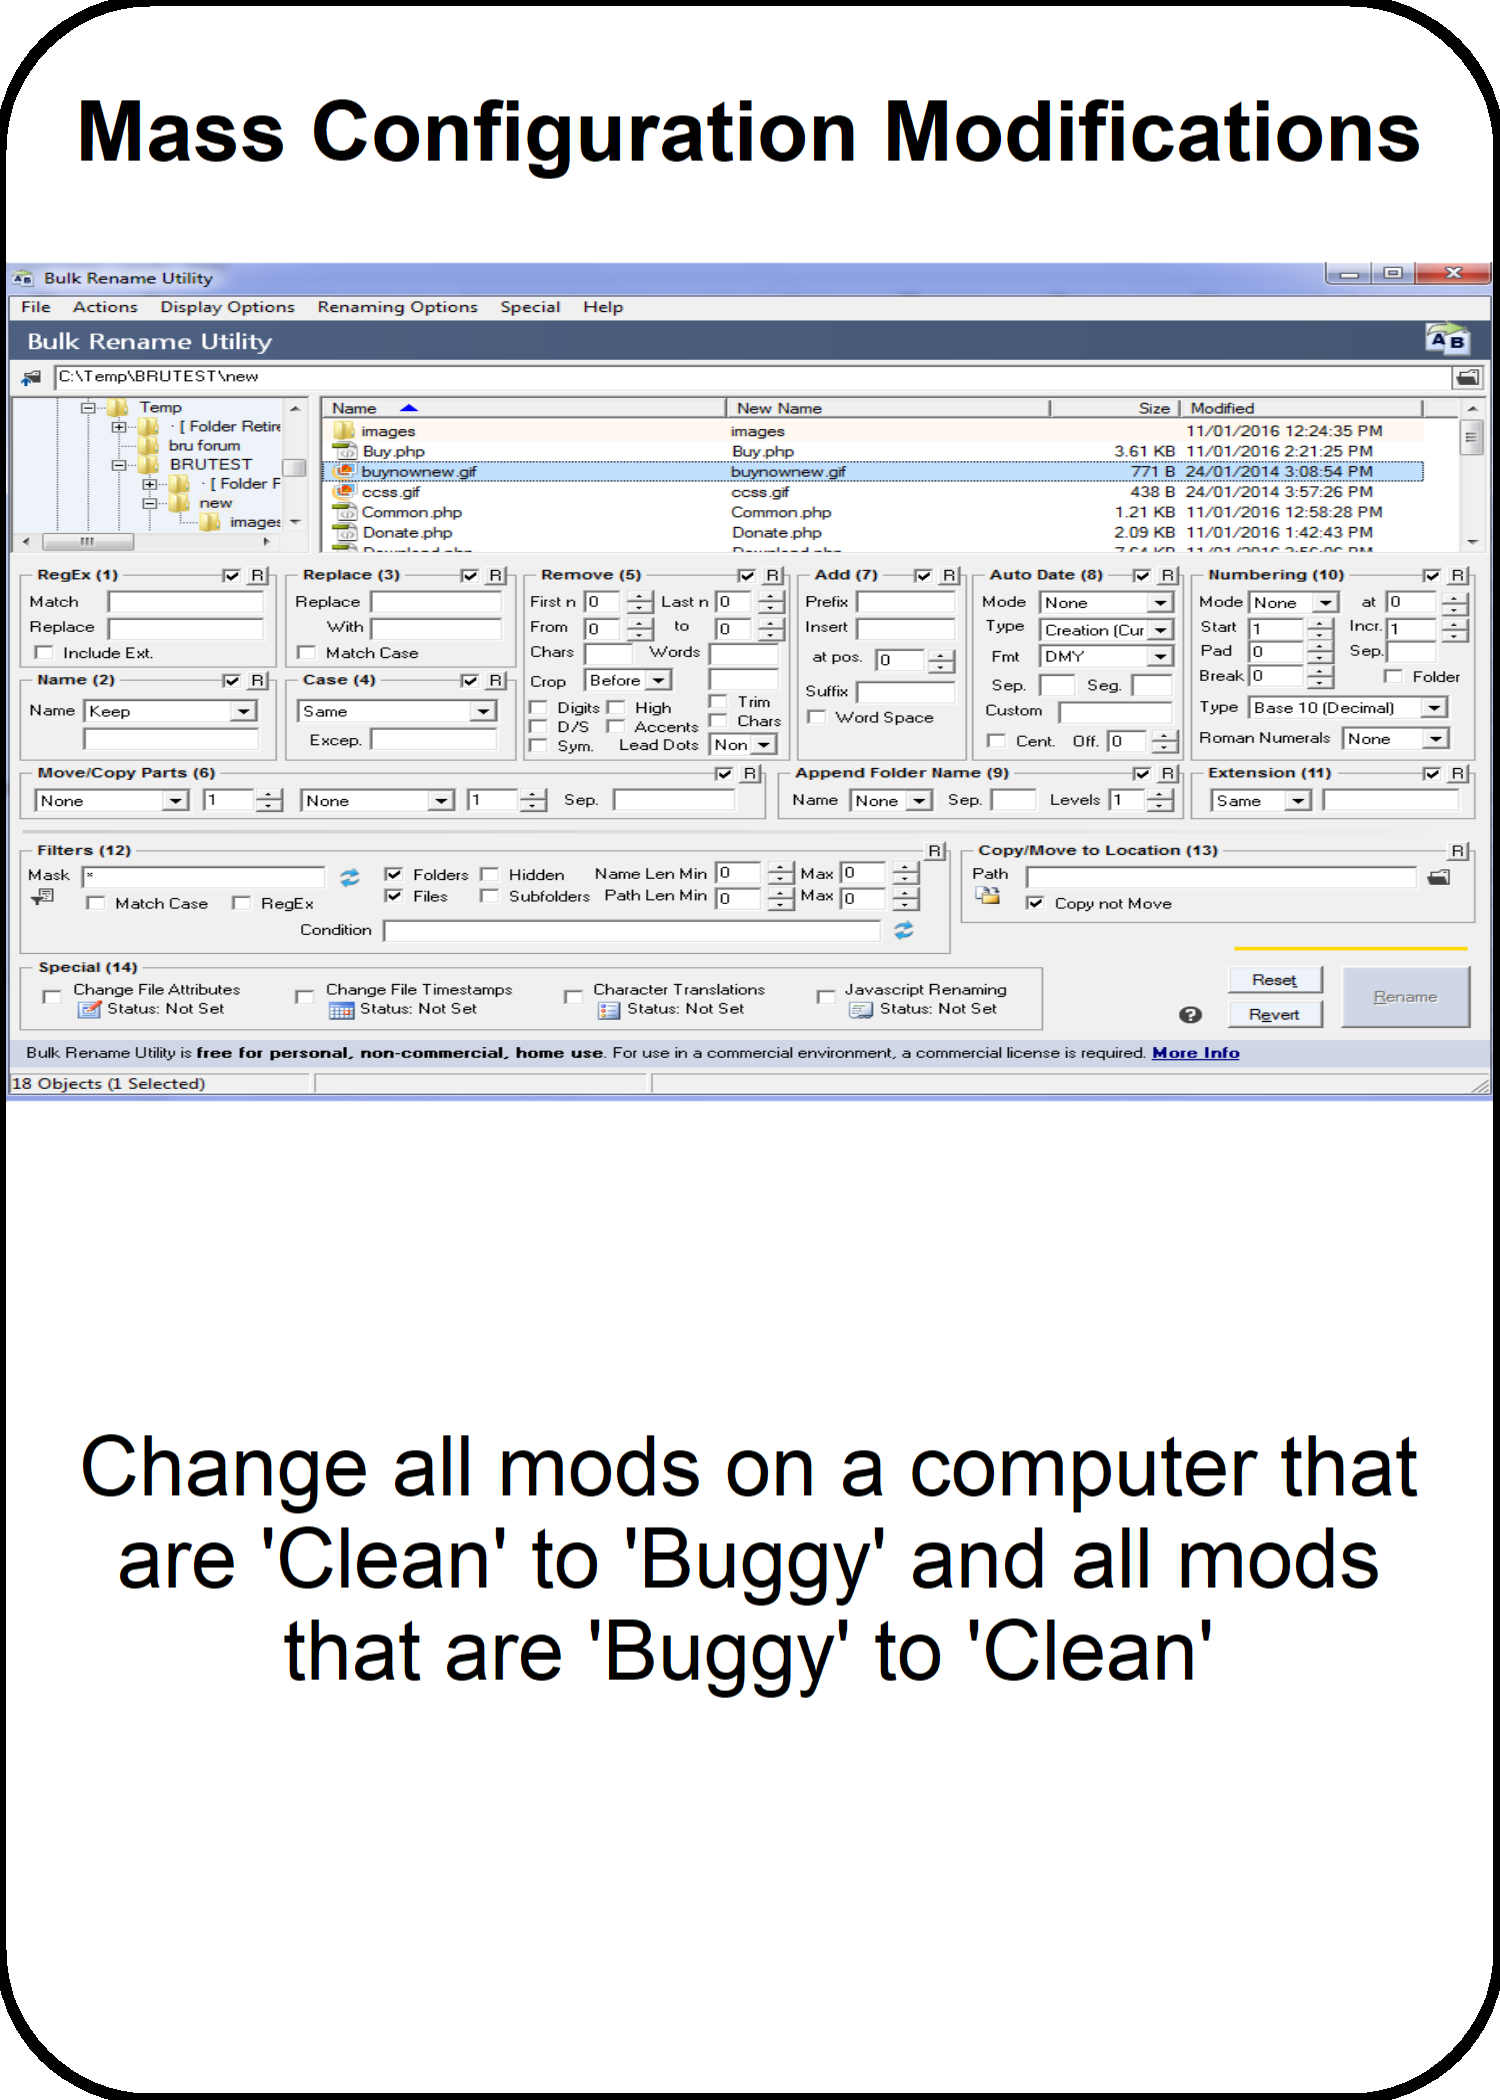 Mass Configuration Modifications
Bulk Rename Utility
File Actions Display Options Renaming Options Special Help
Bulk Rename Utility
C:\Temp\BRUTEST\new
Temp
[ Folder Retire
bru forum
BRUTEST
[ Folder F
new
images
Name New Name Size Modified
images images 11/01/2016 12:24:35 PM
Buy.php Buy.php 3.61 KB 11/01/2016 2:21:25 PM
buynownew.gif buynownew.gif 771 B 24/01/2014 3:08:54 PM
ccss.gif ccss.gif 438 B 24/01/2014 3:57:26 PM
Common.php Common.php 1.21 KB 11/01/2016 12:58:28 PM
Donate.php Donate.php 2.09 KB 11/01/2016 1:42:43 PM
RegEx (1) R
Match
Replace
Include Ext.
Name (2) R
Name Keep
Replace (3) R
Replace
With
Match Case
Case (4) R
Same
Excep.
Remove (5) R
First n 0 Last n 0
From 0 to 0
Chars Words
Crop Before
Digits High Trim
D/S Accents Chars
Sym. Lead Dots Non
Add (7) R
Prefix
Insert
at pos. 0
Suffix
Word Space
Auto Date (8) R
Mode None
Type Creation (Cur
Fmt DMY
Sep. Seg.
Custom
Cent. Off. 0
Numbering (10) R
Mode None at 0
Start 1 Incr. 1
Pad 0 Sep.
Break 0 Folder
Type Base 10 (Decimal)
Roman Numerals None
Move/Copy Parts (6) R
None 1 None 1 Sep.
Append Folder Name (9) R
Name None Sep. Levels 1
Extension (11) R
Same
Filters (12) R
Mask * Folders Hidden Name Len Min 0 Max 0
Match Case RegEx Files Subfolders Path Len Min 0 Max 0
Condition
Copy/Move to Location (13) R
Path
Copy not Move
Special (14)
Change File Attributes Change File Timestamps Character Translations Javascript Renaming
Status: Not Set Status: Not Set Status: Not Set Status: Not Set
Reset
Revert
Rename
Bulk Rename Utility is free for personal, non-commercial, home use. For use in a commercial environment, a commercial license is required. More Info
18 Objects (1 Selected)
Change all mods on a computer that
are 'Clean' to 'Buggy' and all mods
that are 'Buggy' to 'Clean'